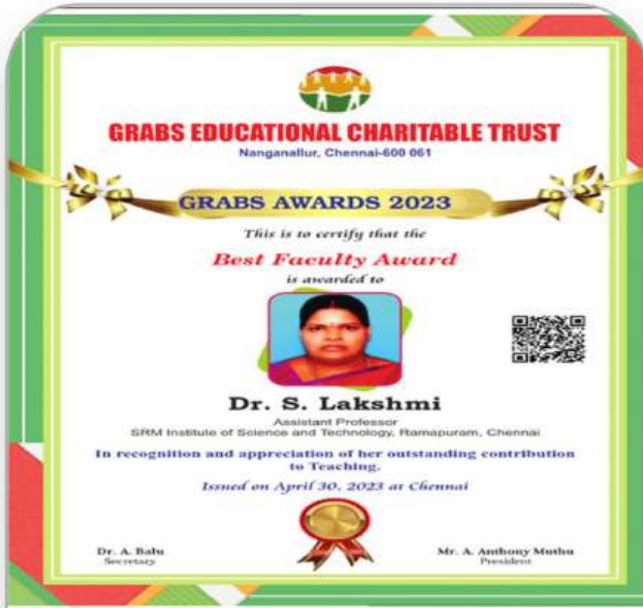 GRABS EDUCATIONAL CHARITABLE TRUST
Nanganallur, Chennai-600 061
GRABS AWARDS 2023
This is to certify that the
Best Faculty Award
is awarded to
Dr. S. Lakshmi
Assistant Professor
SRM Institute of Science and Technology, Ramapuram, Chennai
In recognition and appreciation of her outstanding contribution
to Teaching.
Issued on April 30, 2023 at Chennai
Dr. A. Balu
Secretary
Mr. A. Anthony Muthu
President